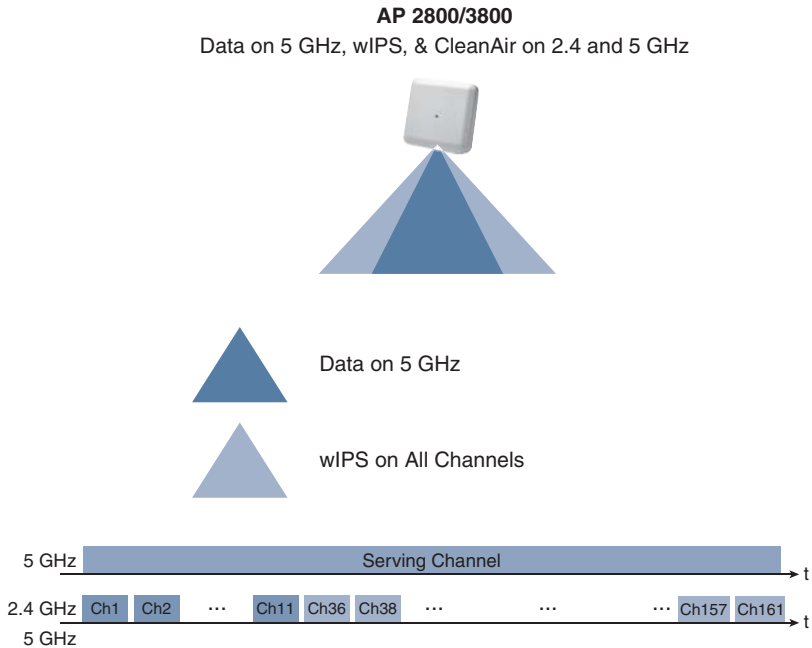 AP 2800/3800
Data on 5 GHz, wIPS, & CleanAir on 2.4 and 5 GHz
Data on 5 GHz
wIPS on All Channels
5 GHz Serving Channel t
2.4 GHz Ch1 Ch2 ... Ch11 Ch36 Ch38 ... ... ... Ch157 Ch161 t
5 GHz